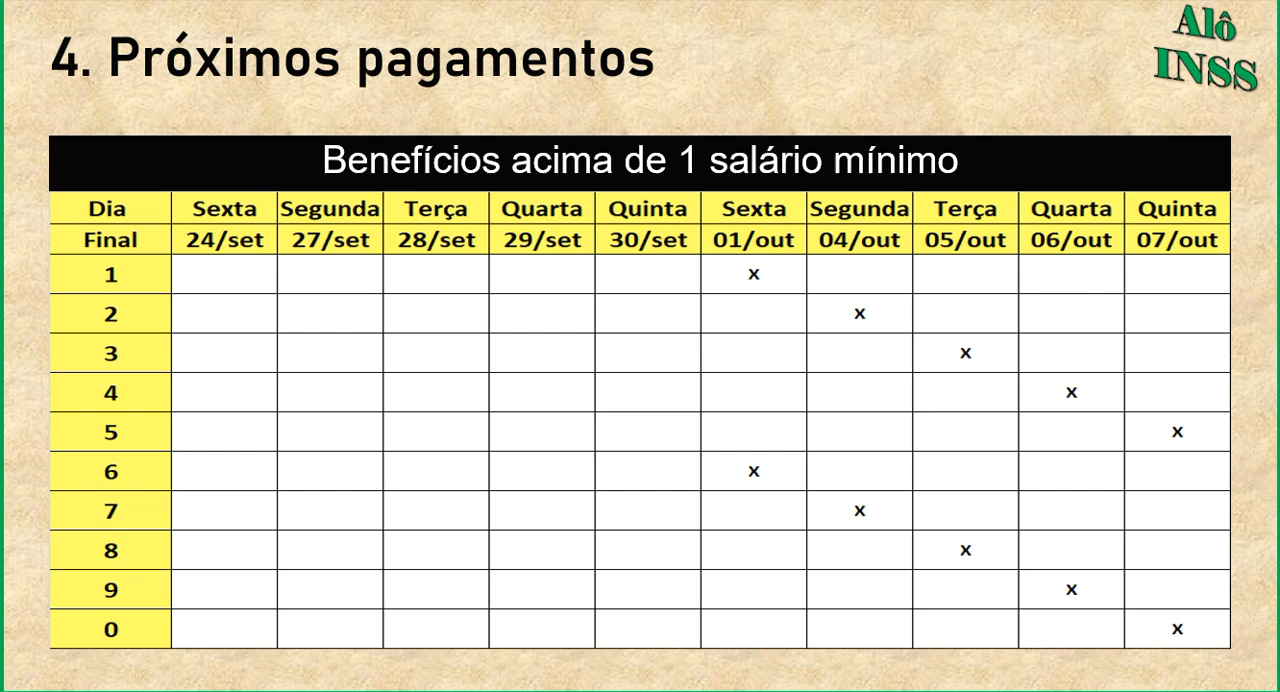 4. Próximos pagamentos
Alô
INSS
Benefícios acima de 1 salário mínimo
Dia Sexta Segunda Terça Quarta Quinta Sexta Segunda Terça Quarta Quinta
Final 24/set 27/set 28/set 29/set 30/set 01/out 04/out 05/out 06/out 07/out
1 x
2 x
3 x
4 x
5 x
6 x
7 x
8 x
9 x
0 x